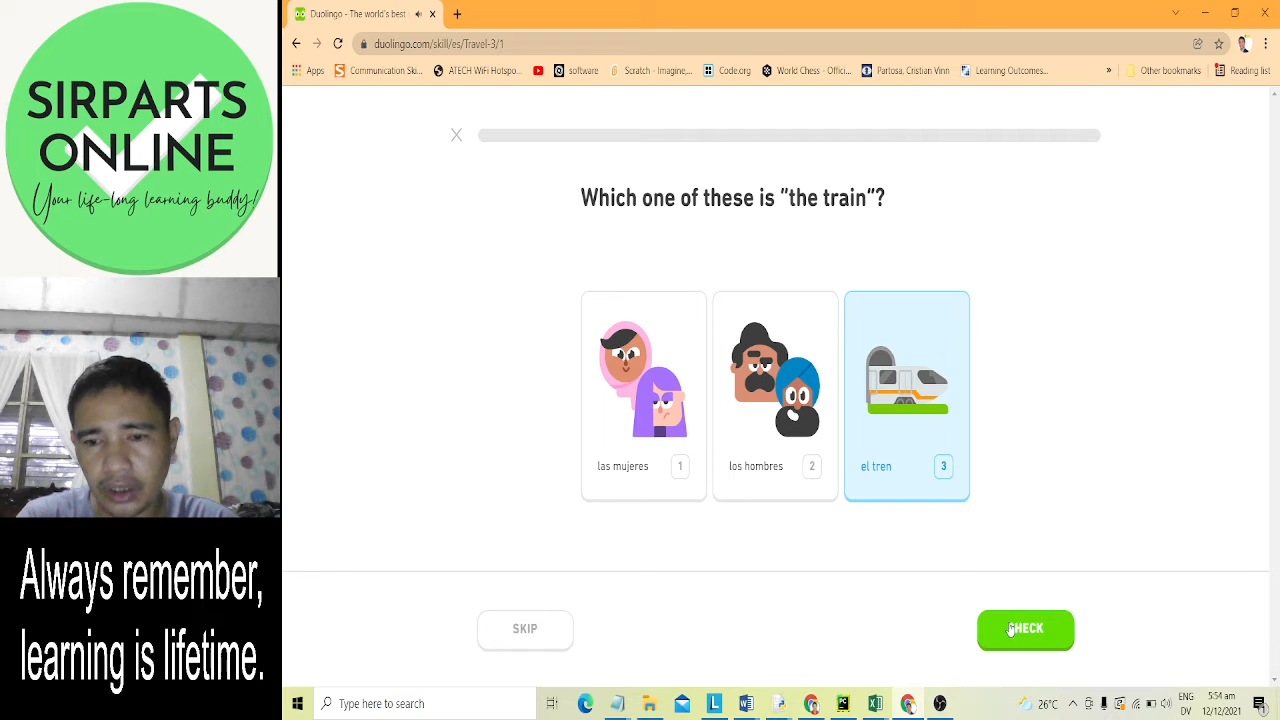 SIRPARTS
ONLINE
Your life-long learning buddy!
Always remember,
learning is lifetime.
Duolingo - The world's best
duolingo.com/skill/es/Travel-3/1
Apps
Communication Ski...
ATECH WiFi Hotspo...
software
Scratch - Imagine,...
Code.org
World Chess - Offici...
Partosa, Cristian Vinn
Learning Outcomes...
»
Other bookmarks
Reading list
X
Which one of these is "the train"?
las mujeres 1
los hombres 2
el tren 3
SKIP
CHECK
Type here to search
26°C
ENG
DV
5:54 am
12/12/2021